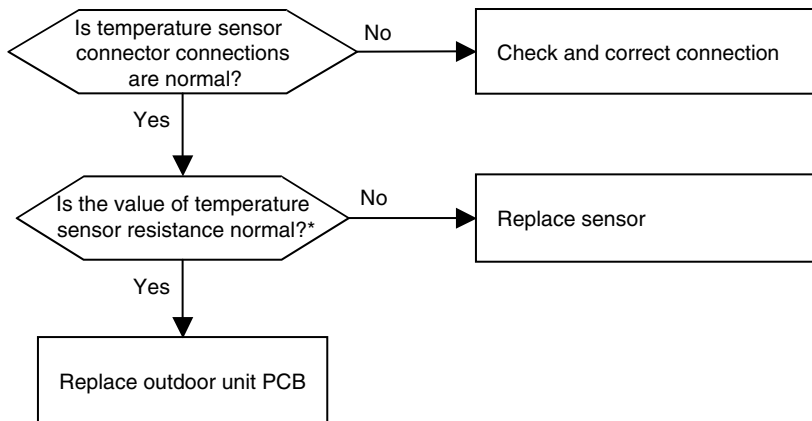 Is temperature sensor
connector connections
are normal?
No
Check and correct connection
Yes
Is the value of temperature
sensor resistance normal?*
No
Replace sensor
Yes
Replace outdoor unit PCB